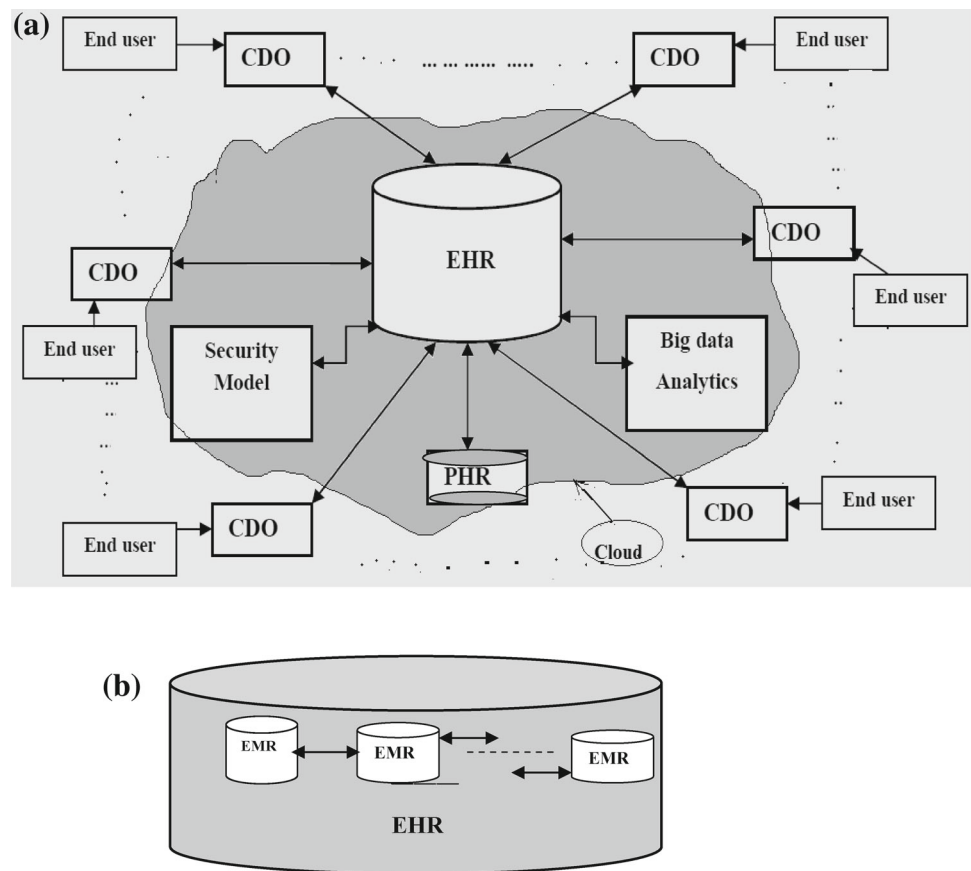 (a)
End user
CDO
CDO
End user
EHR
CDO
CDO
End user
End user
Security
Model
Big data
Analytics
PHR
CDO
End user
CDO
End user
Cloud
(b)
EMR
EMR
EMR
EHR